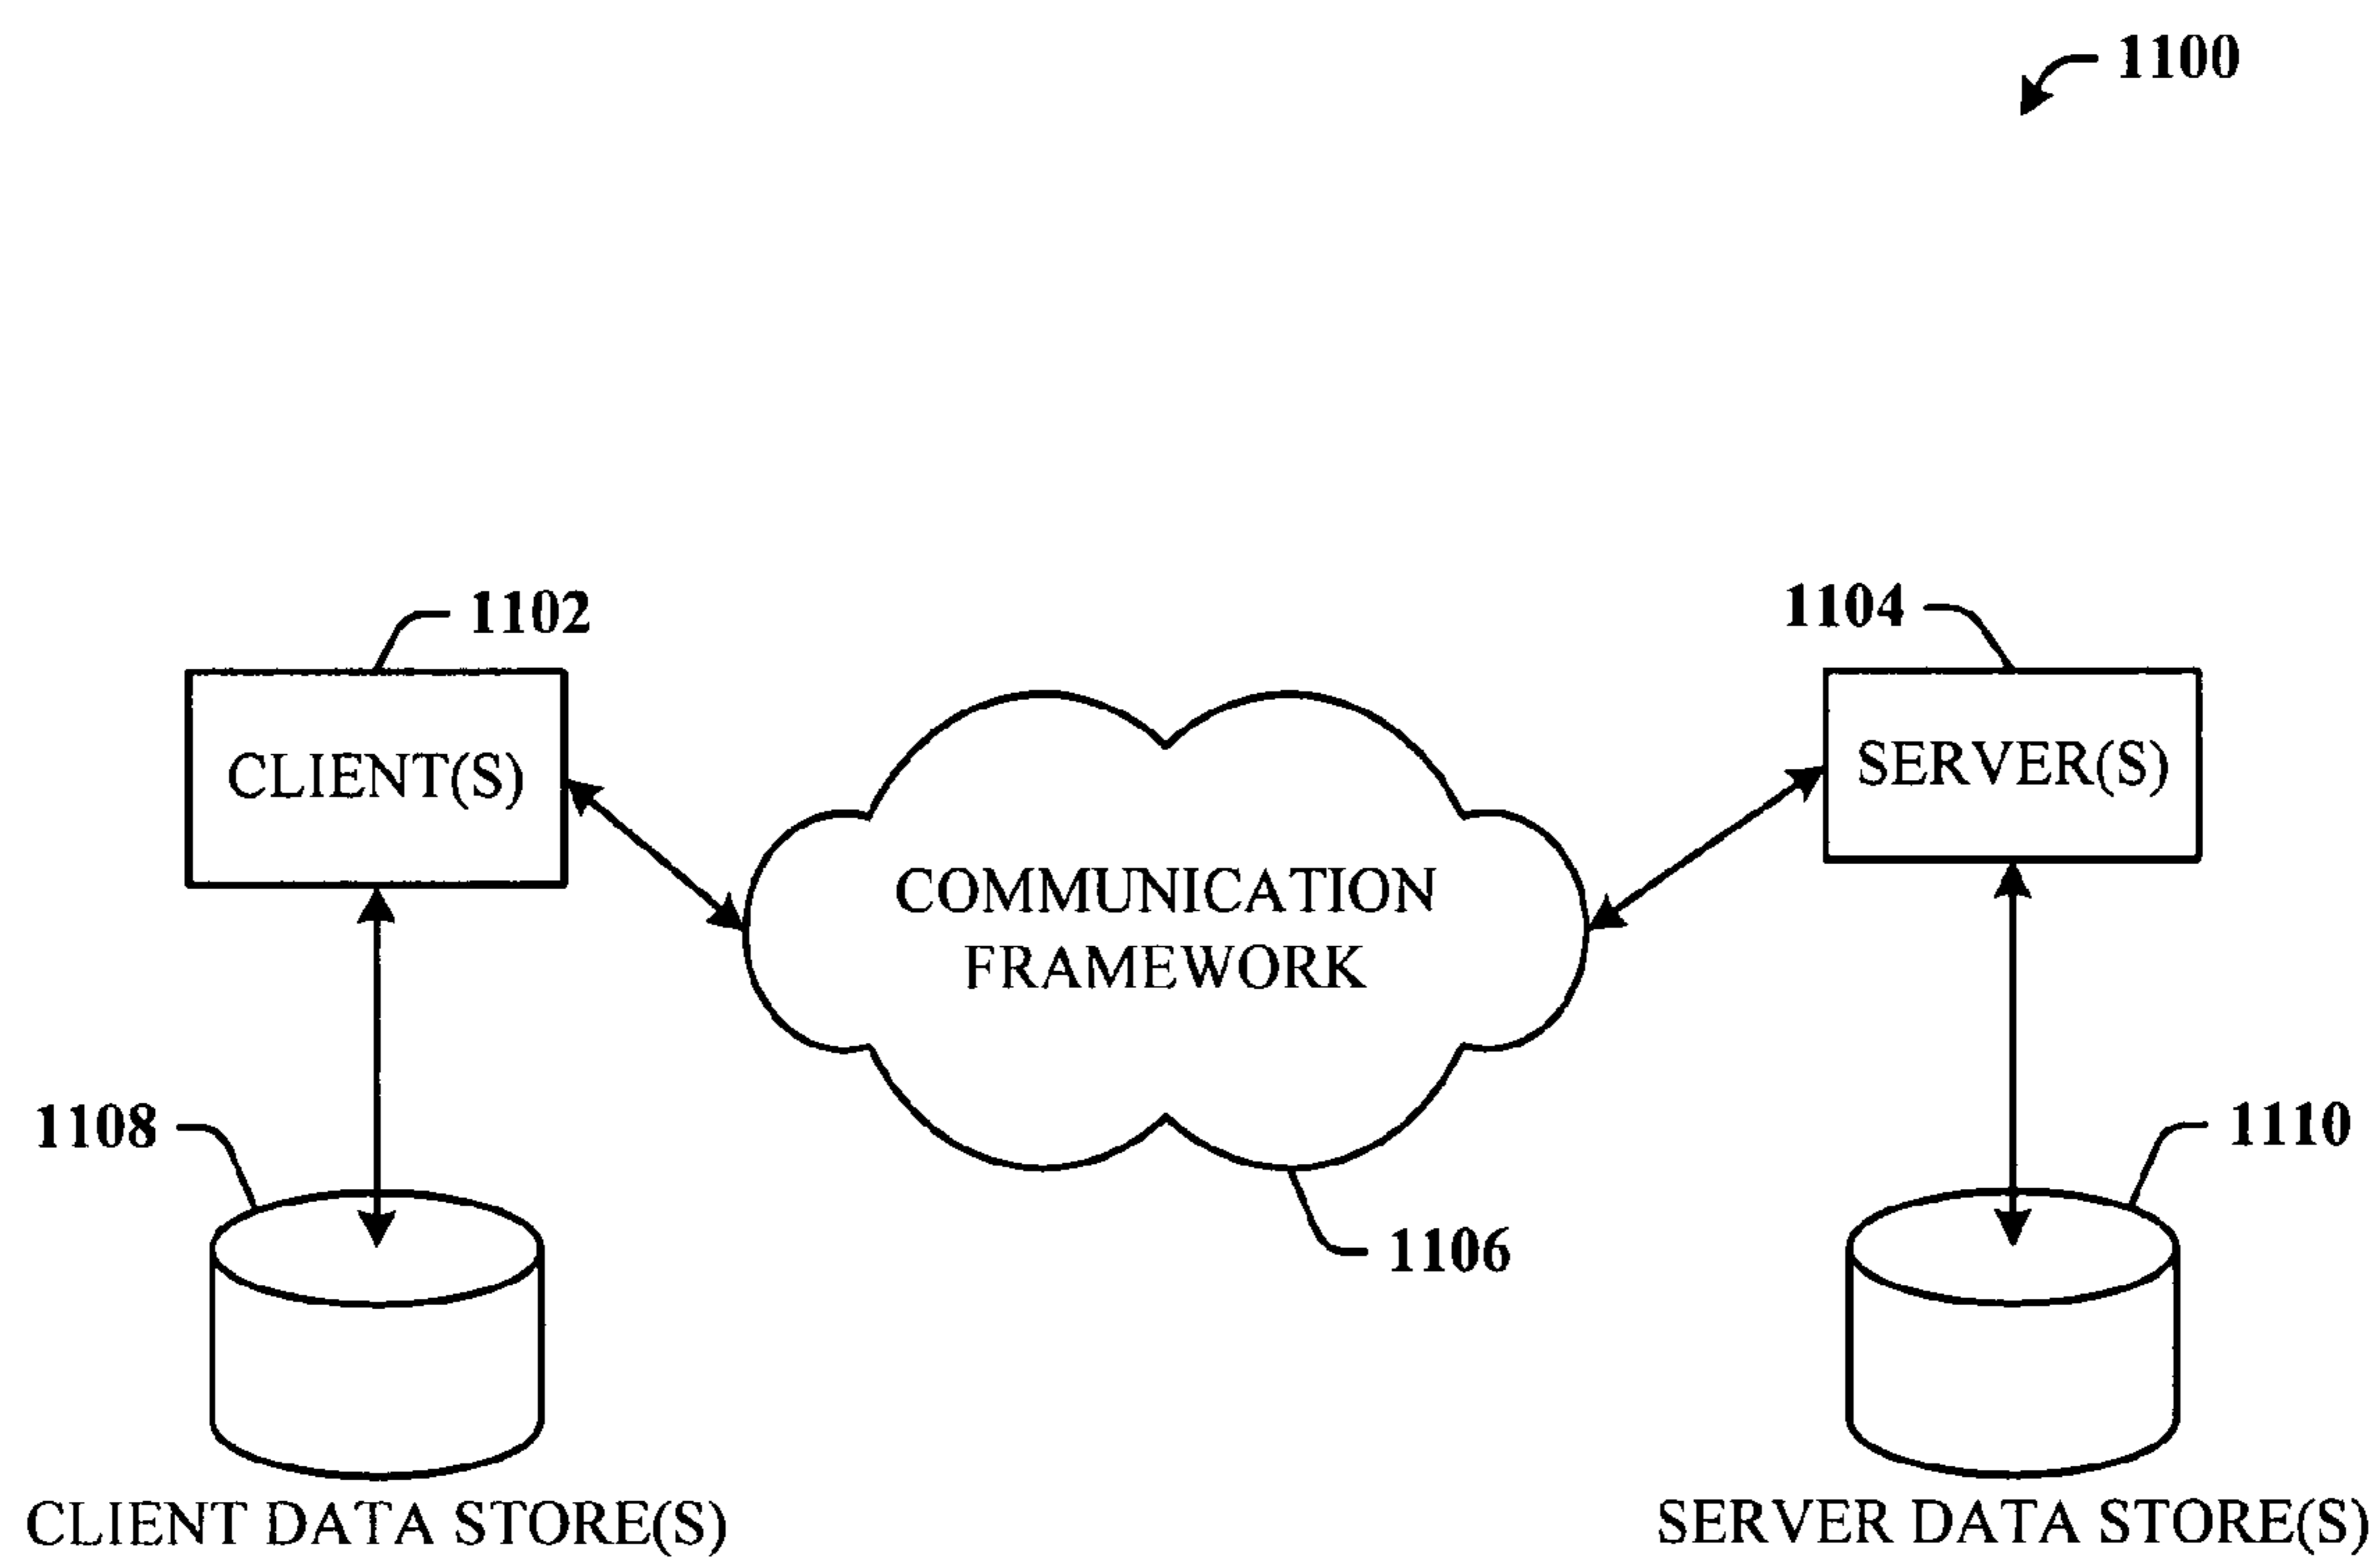 1100
1102
1104
CLIENT(S)
SERVER(S)
COMMUNICATION
FRAMEWORK
1108
1110
1106
CLIENT DATA STORE(S)
SERVER DATA STORE(S)